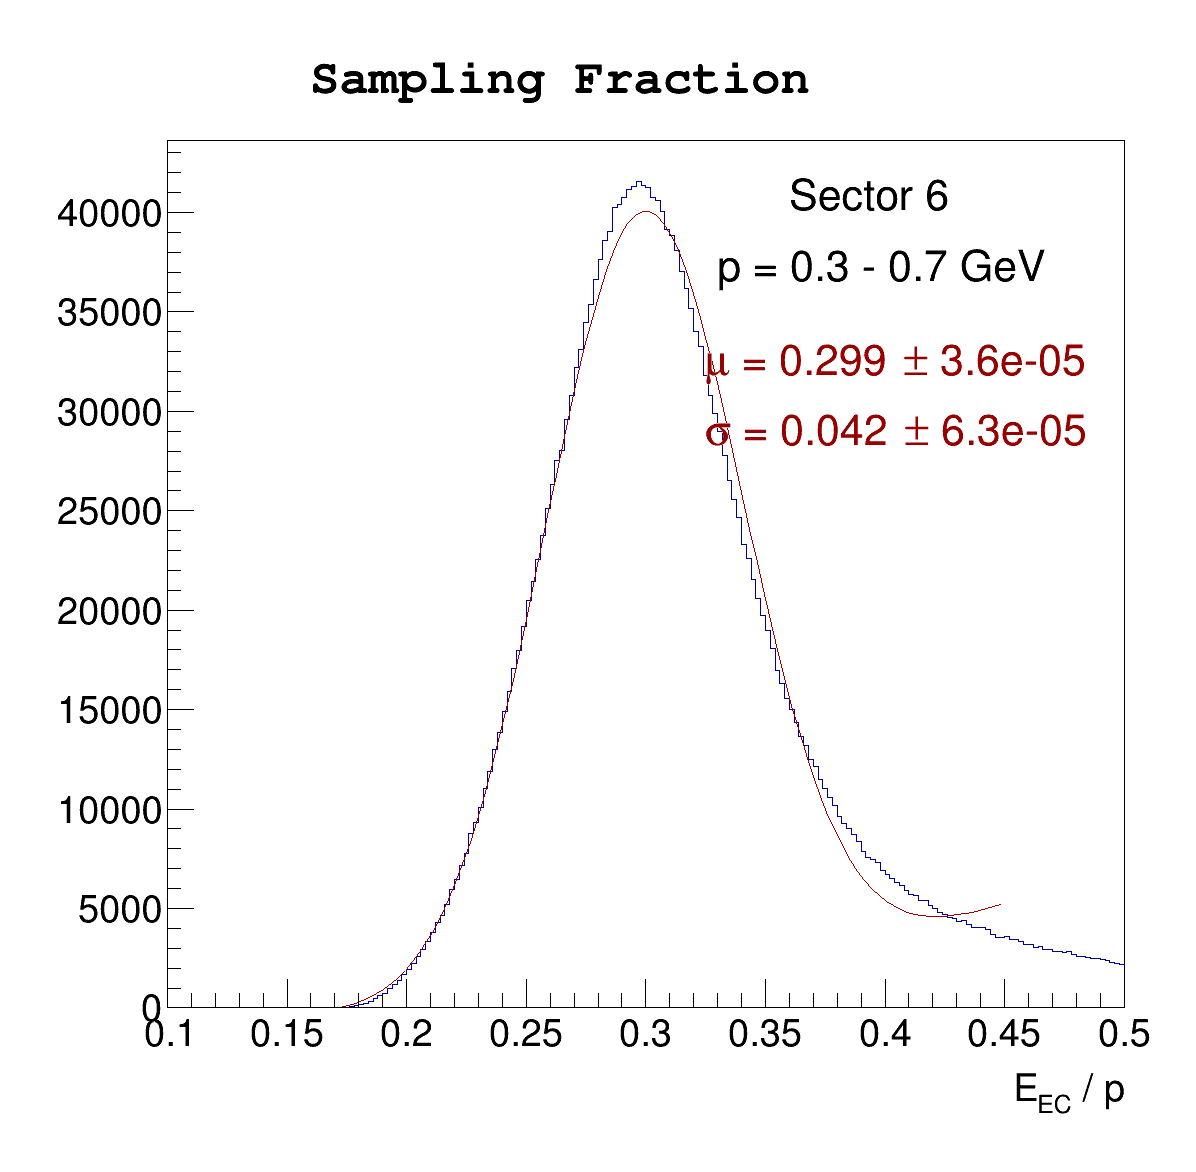 Sampling Fraction
Sector 6
p = 0.3 - 0.7 GeV
μ = 0.299 ± 3.6e-05
σ = 0.042 ± 6.3e-05
40000
35000
30000
25000
20000
15000
10000
5000
0
0.1 0.15 0.2 0.25 0.3 0.35 0.4 0.45 0.5
E_EC / p